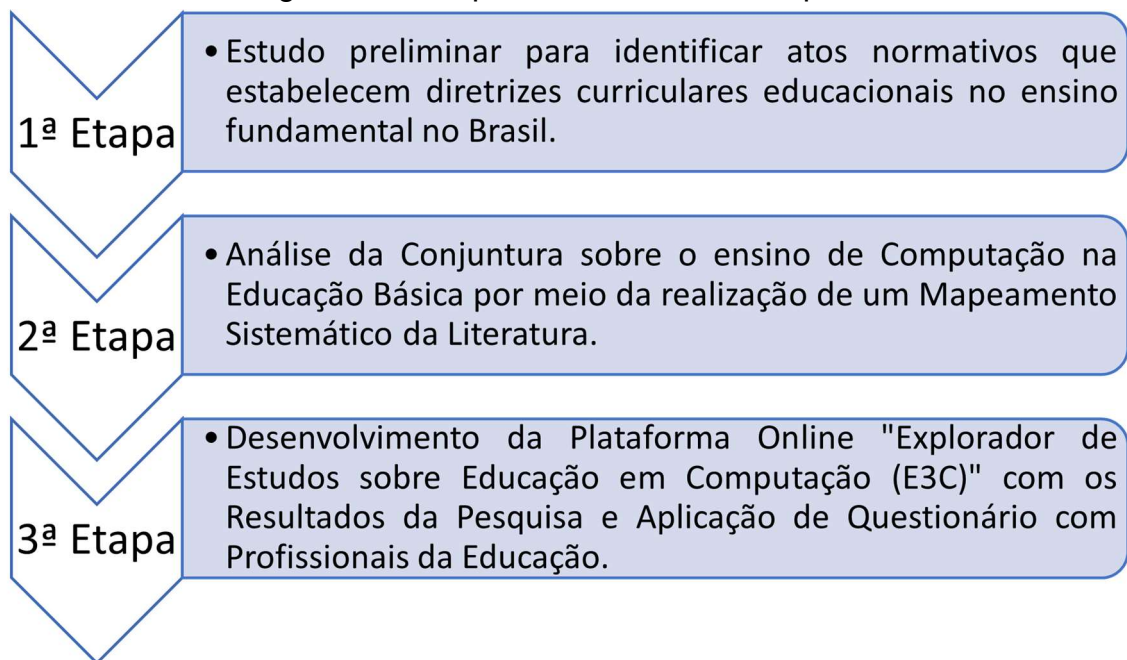 1ª Etapa
• Estudo preliminar para identificar atos normativos que
estabelecem diretrizes curriculares educacionais no ensino
fundamental no Brasil.
2ª Etapa
• Análise da Conjuntura sobre o ensino de Computação na
Educação Básica por meio da realização de um Mapeamento
Sistemático da Literatura.
3ª Etapa
• Desenvolvimento da Plataforma Online "Explorador de
Estudos sobre Educação em Computação (E3C)" com os
Resultados da Pesquisa e Aplicação de Questionário com
Profissionais da Educação.